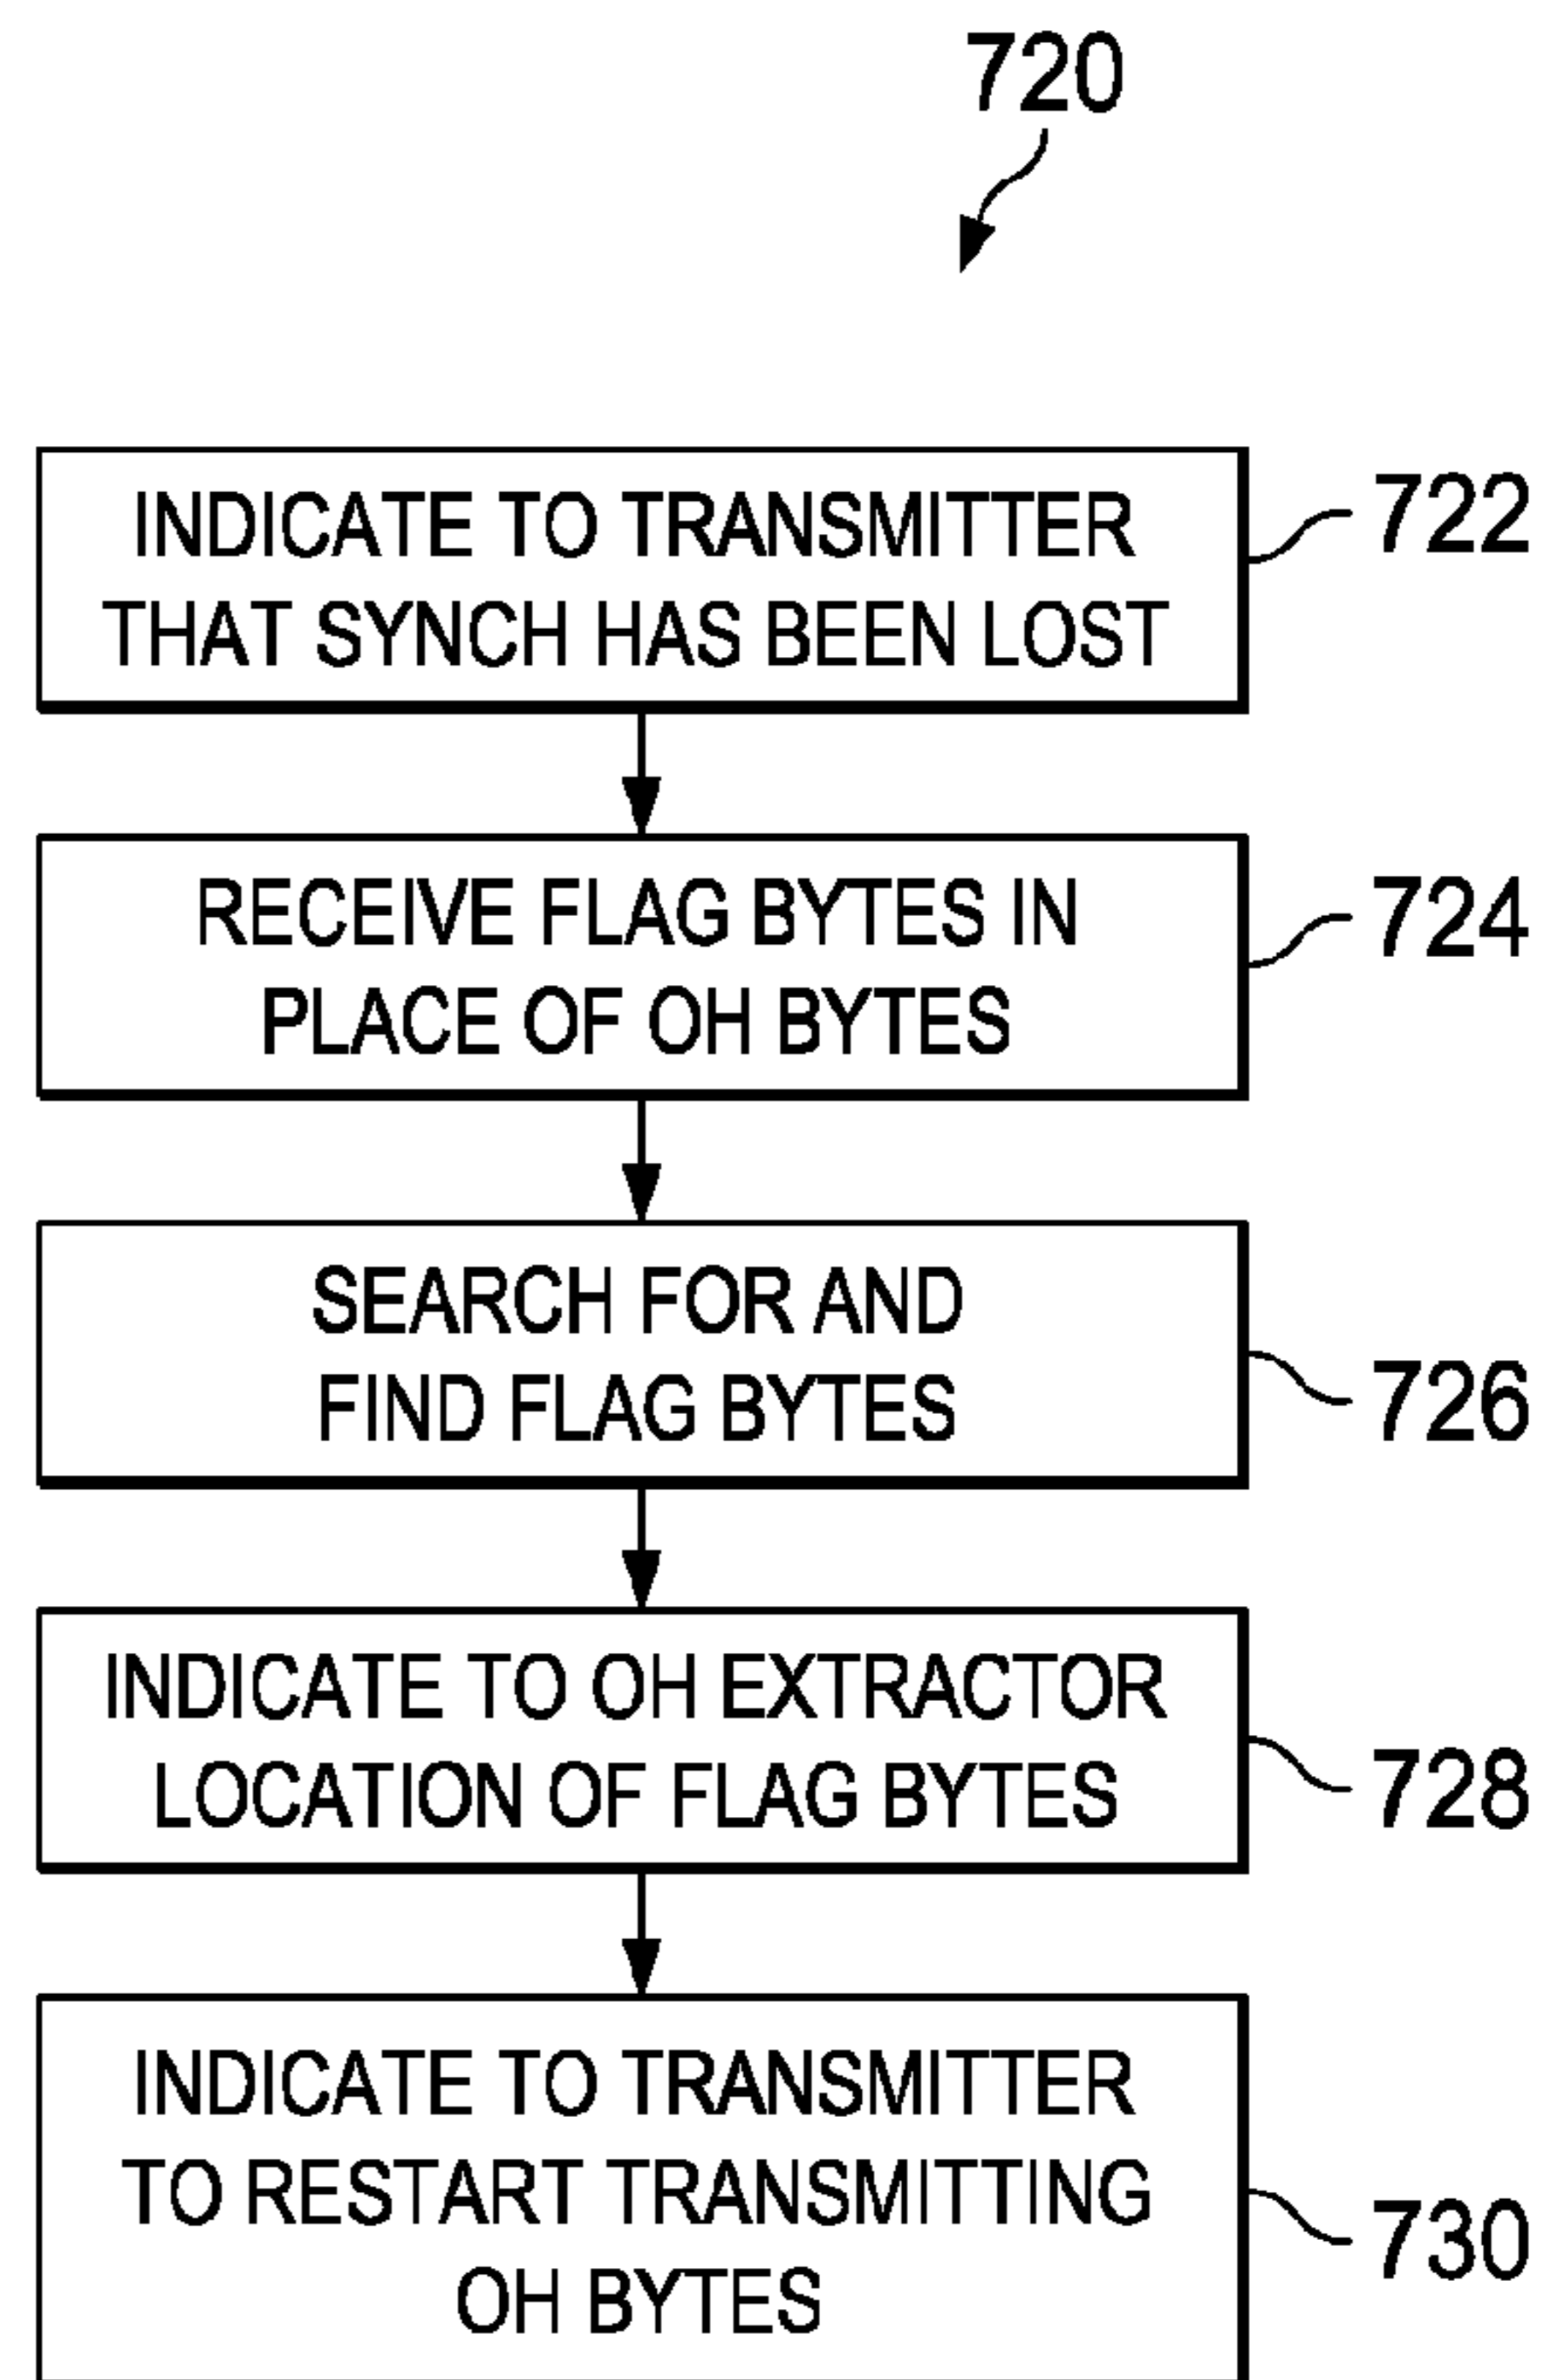 720
INDICATE TO TRANSMITTER
THAT SYNCH HAS BEEN LOST
722
RECEIVE FLAG BYTES IN
PLACE OF OH BYTES
724
SEARCH FOR AND
FIND FLAG BYTES
726
INDICATE TO OH EXTRACTOR
LOCATION OF FLAG BYTES
728
INDICATE TO TRANSMITTER
TO RESTART TRANSMITTING
OH BYTES
730